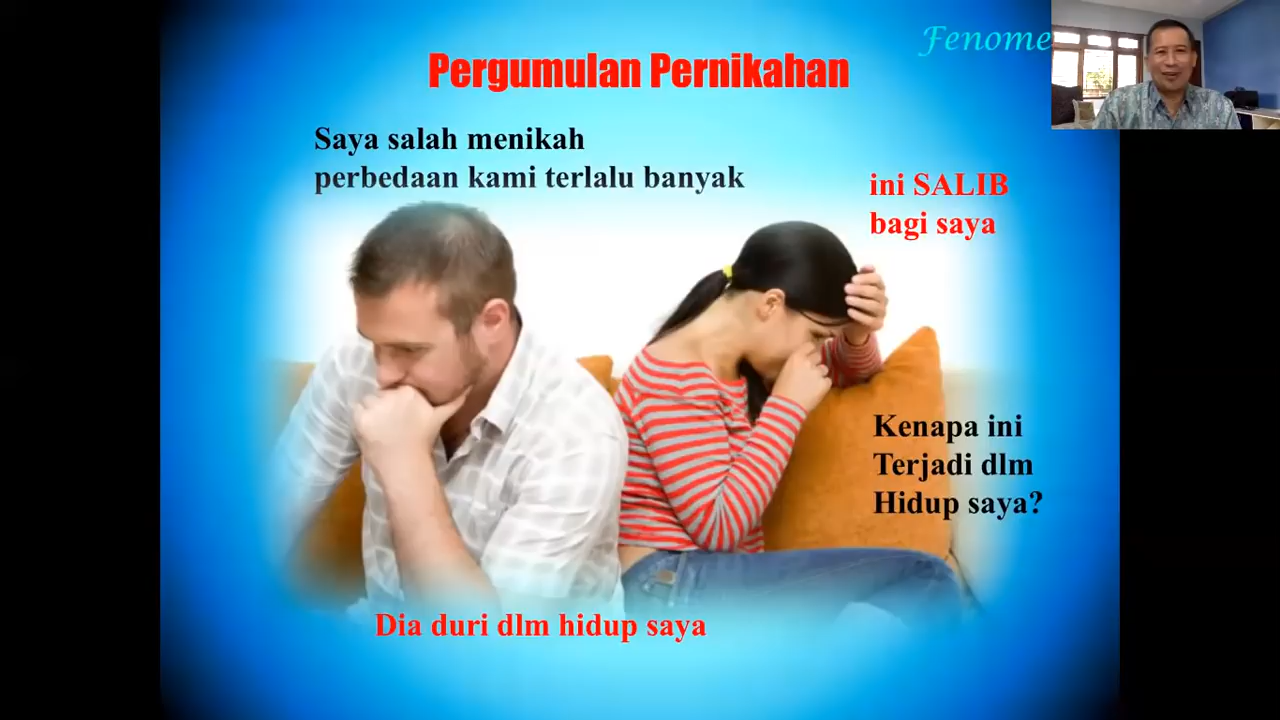 Fenome
Pergumulan Pernikahan
Saya salah menikah
perbedaan kami terlalu banyak
ini SALIB
bagi saya
Kenapa ini
Terjadi dlm
Hidup saya?
Dia duri dlm hidup saya